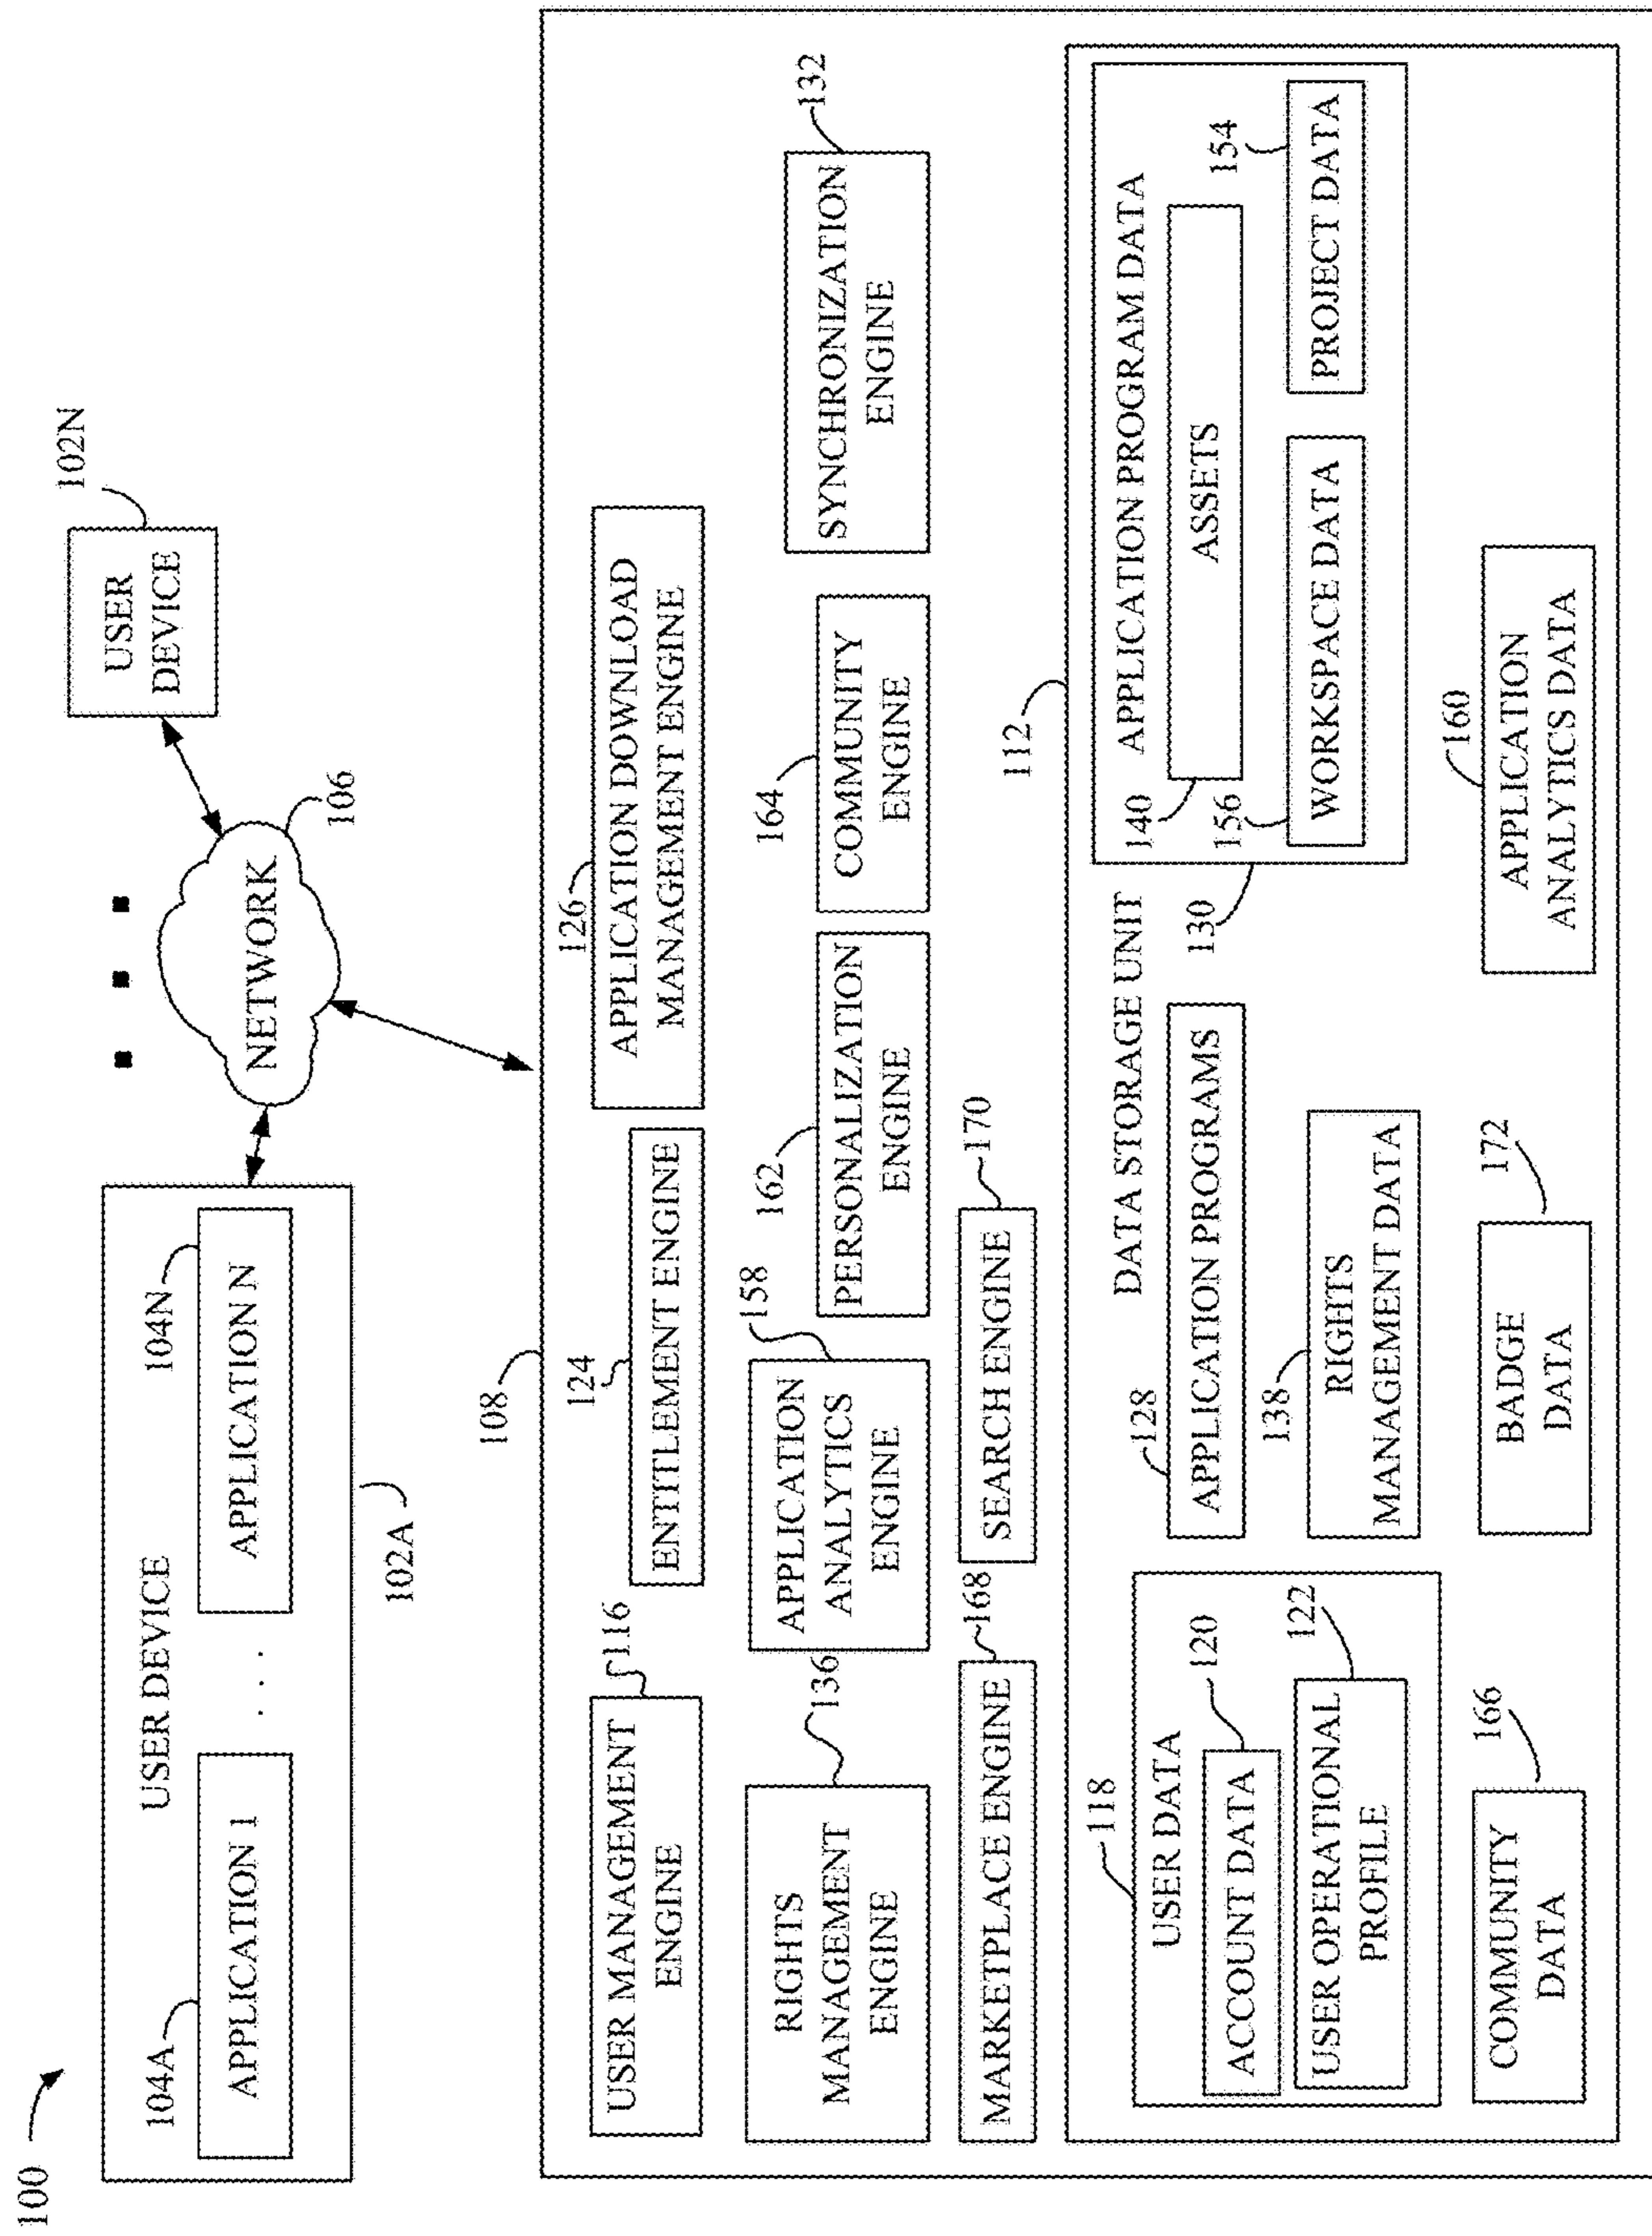 100
104A
APPLICATION 1
USER DEVICE
. . .
104N
APPLICATION N
102A
NETWORK
106
USER
DEVICE
102N
108
USER MANAGEMENT
ENGINE
116
124
ENTITLEMENT ENGINE
126
APPLICATION DOWNLOAD
MANAGEMENT ENGINE
RIGHTS
MANAGEMENT
ENGINE
136
APPLICATION
ANALYTICS
ENGINE
158
162
PERSONALIZATION
ENGINE
164
COMMUNITY
ENGINE
SYNCHRONIZATION
ENGINE
132
MARKETPLACE ENGINE
168
SEARCH ENGINE
170
112
DATA STORAGE UNIT
118
USER DATA
120
ACCOUNT DATA
122
USER OPERATIONAL
PROFILE
128
APPLICATION PROGRAMS
138
RIGHTS
MANAGEMENT DATA
130
APPLICATION PROGRAM DATA
140
ASSETS
156
WORKSPACE DATA
154
PROJECT DATA
COMMUNITY
DATA
166
BADGE
DATA
172
160
APPLICATION
ANALYTICS DATA